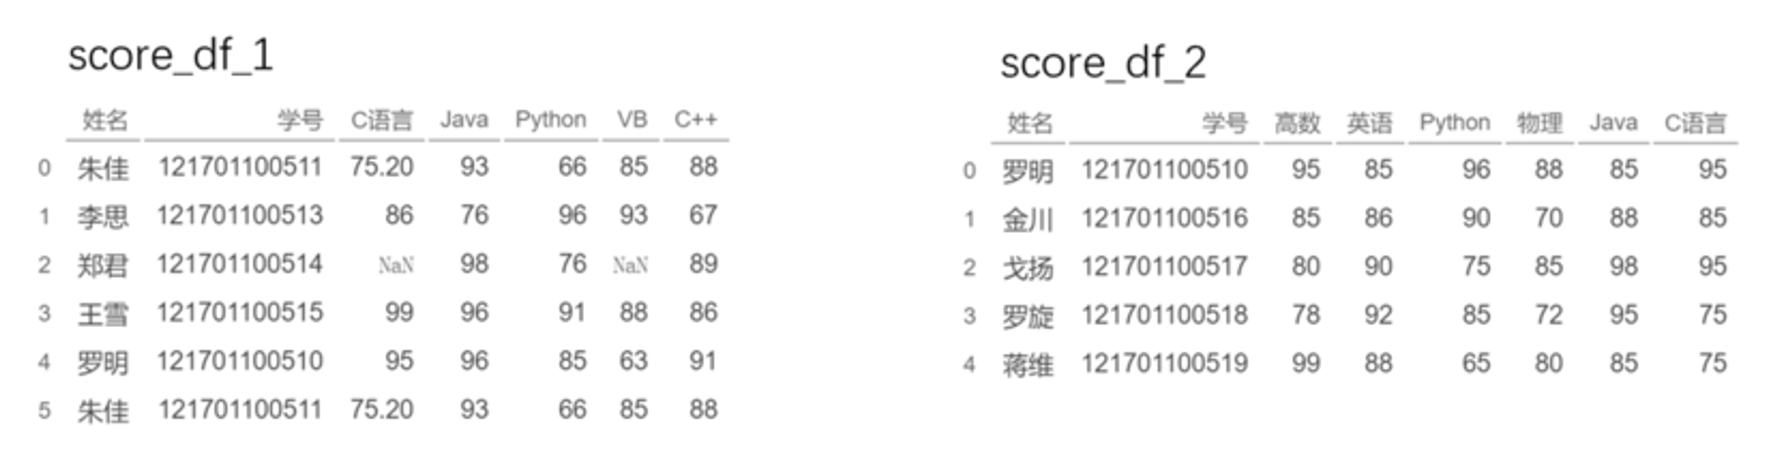 score_df_1
姓名 学号 C语言 Java Python VB C++
0 朱佳 121701100511 75.20 93 66 85 88
1 李思 121701100513 86 76 96 93 67
2 郑君 121701100514 NaN 98 76 NaN 89
3 王雪 121701100515 99 96 91 88 86
4 罗明 121701100510 95 96 85 63 91
5 朱佳 121701100511 75.20 93 66 85 88
score_df_2
姓名 学号 高数 英语 Python 物理 Java C语言
0 罗明 121701100510 95 85 96 88 85 95
1 金川 121701100516 85 86 90 70 88 85
2 戈扬 121701100517 80 90 75 85 98 95
3 罗旋 121701100518 78 92 85 72 95 75
4 蒋维 121701100519 99 88 65 80 85 75